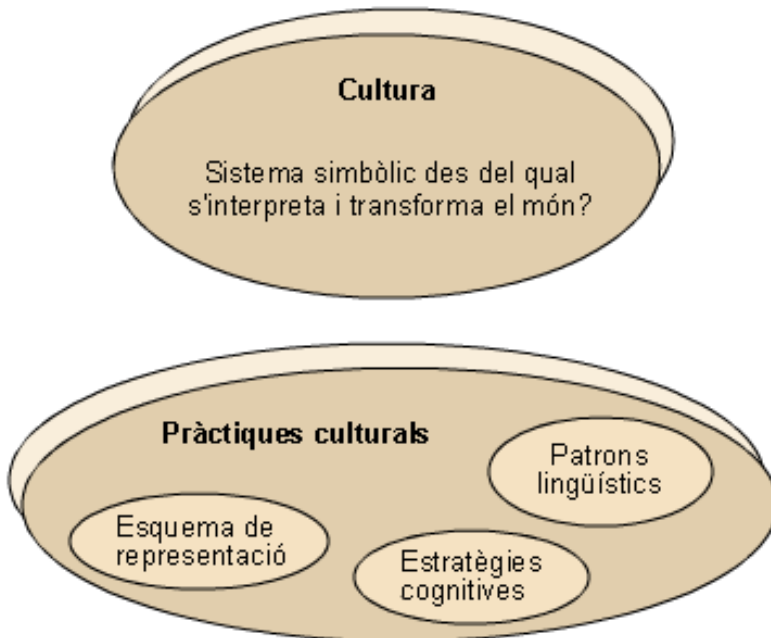 Cultura
Sistema simbòlic des del qual
s'interpreta i transforma el món?
Pràctiques culturals
Patrons
lingüístics
Esquema de
representació
Estratègies
cognitives